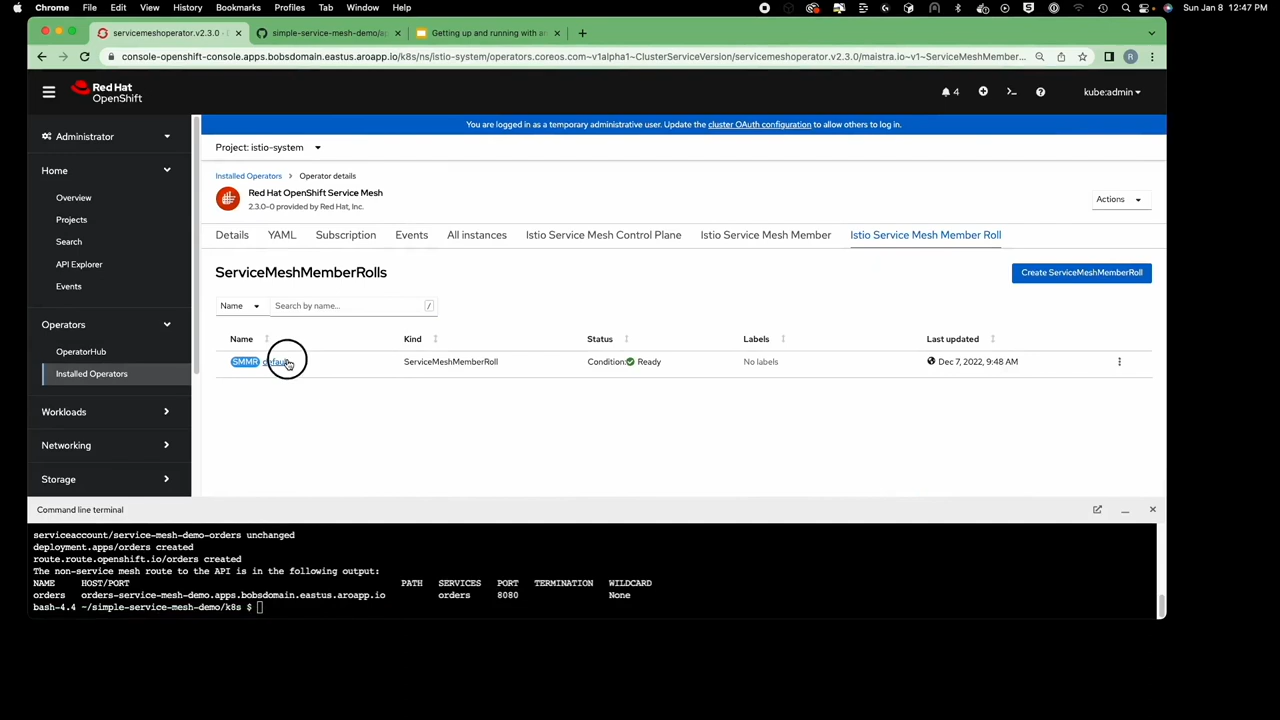 Chrome File Edit View History Bookmarks Profiles Tab Window Help Sun Jan 8 12:47 PM
servicemeshoperator.v2.3.0 · simple-service-mesh-demo/a Getting up and running with an
console-openshift-console.apps.bobsdomain.eastus.aroapp.io/k8s/ns/istio-system/operators.coreos.com~v1alpha1~ClusterServiceVersion/servicemeshoperator.v2.3.0/maistra.io~v1~ServiceMeshMember... R
Red Hat
OpenShift
4
kube:admin
You are logged in as a temporary administrative user. Update the cluster OAuth configuration to allow others to log in.
Administrator
Home
Overview
Projects
Search
API Explorer
Events
Operators
OperatorHub
Installed Operators
Workloads
Networking
Storage
Project: istio-system
Installed Operators > Operator details
Red Hat OpenShift Service Mesh
2.3.0-0 provided by Red Hat, Inc.
Actions
Details YAML Subscription Events All instances Istio Service Mesh Control Plane Istio Service Mesh Member Istio Service Mesh Member Roll
ServiceMeshMemberRolls
Create ServiceMeshMemberRoll
Name Search by name... /
Name Kind Status Labels Last updated
SMMR default ServiceMeshMemberRoll Condition: Ready No labels Dec 7, 2022, 9:48 AM
Command line terminal
serviceaccount/service-mesh-demo-orders unchanged
deployment.apps/orders created
route.route.openshift.io/orders created
The non-service mesh route to the API is in the following output:
NAME HOST/PORT PATH SERVICES PORT TERMINATION WILDCARD
orders orders-service-mesh-demo.apps.bobsdomain.eastus.aroapp.io orders 8080 None
bash-4.4 ~/simple-service-mesh-demo/k8s $